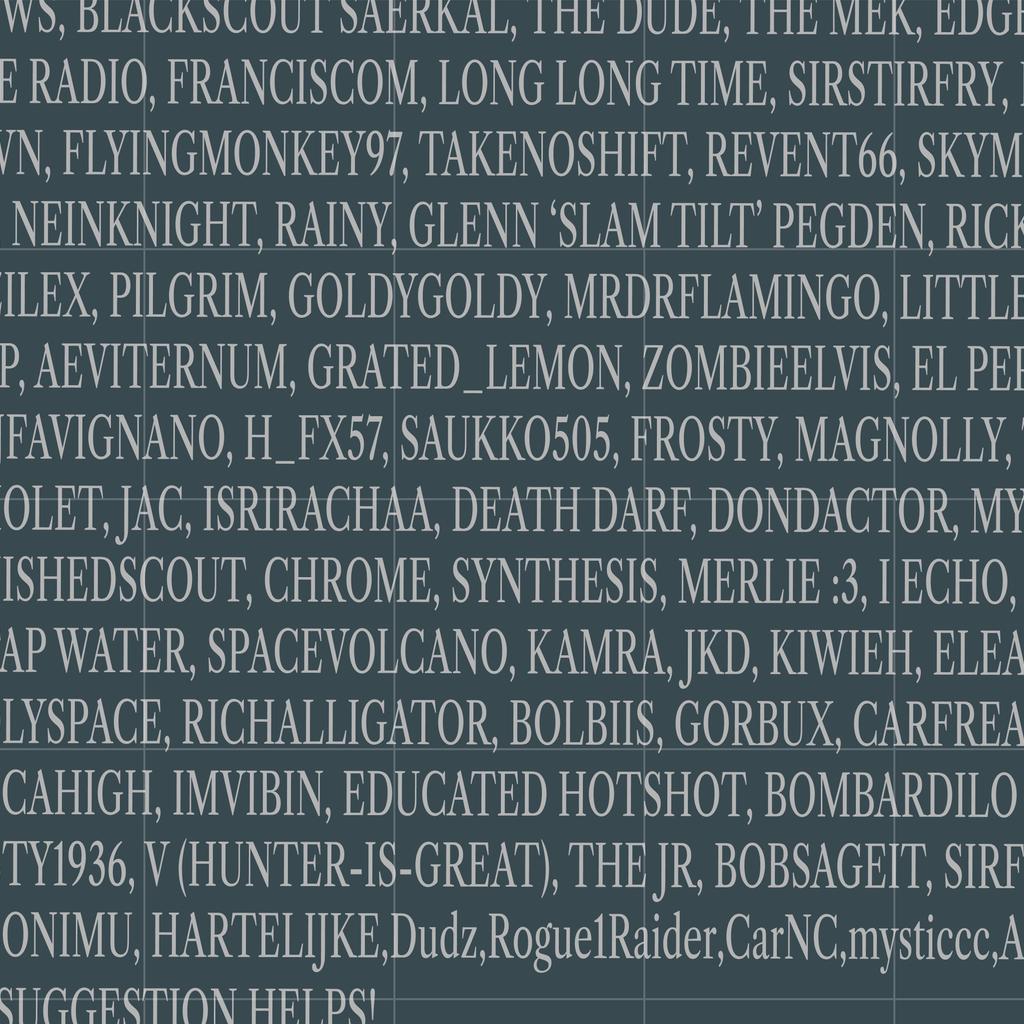 WS, BLACKSCOUT SAERKAL, THE DUDE, THE MEK, EDGE
E RADIO, FRANCISCOM, LONG LONG TIME, SIRSTIRFRY,
WN, FLYINGMONKEY97, TAKENOSHIFT, REVENT66, SKYM
NEINKNIGHT, RAINY, GLENN ‘SLAM TILT’ PEGDEN, RICK
ZILEX, PILGRIM, GOLDYGOLDY, MRDRFLAMINGO, LITTLE
P, AEVITERNUM, GRATED_LEMON, ZOMBIEELVIS, EL PEP
JFAVIGNANO, H_FX57, SAUKKO505, FROSTY, MAGNOLLY,
IOLET, JAC, ISRIRACHAA, DEATH DARF, DONDACTOR, MY
ISHEDSCOUT, CHROME, SYNTHESIS, MERLIE :3, I ECHO,
AP WATER, SPACEVOLCANO, KAMRA, JKD, KIWIEH, ELEA
LYSPACE, RICHALLIGATOR, BOLBIIS, GORBUX, CARFREA
CAHIGH, IMVIBIN, EDUCATED HOTSHOT, BOMBARDILO
TY1936, V (HUNTER-IS-GREAT), THE JR, BOBSAGEIT, SIRF
ONIMU, HARTELIJKE,Dudz,Rogue1Raider,CarNC,mysticcc,A
SUGGESTION HELPS!